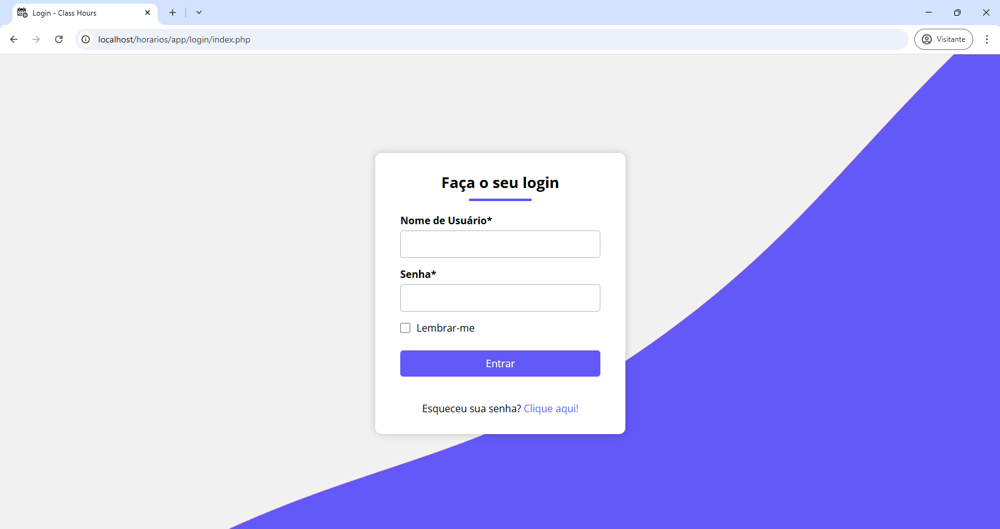 Login - Class Hours
localhost/horarios/app/login/index.php
Visitante
Faça o seu login
Nome de Usuário*
Senha*
Lembrar-me
Entrar
Esqueceu sua senha? Clique aqui!